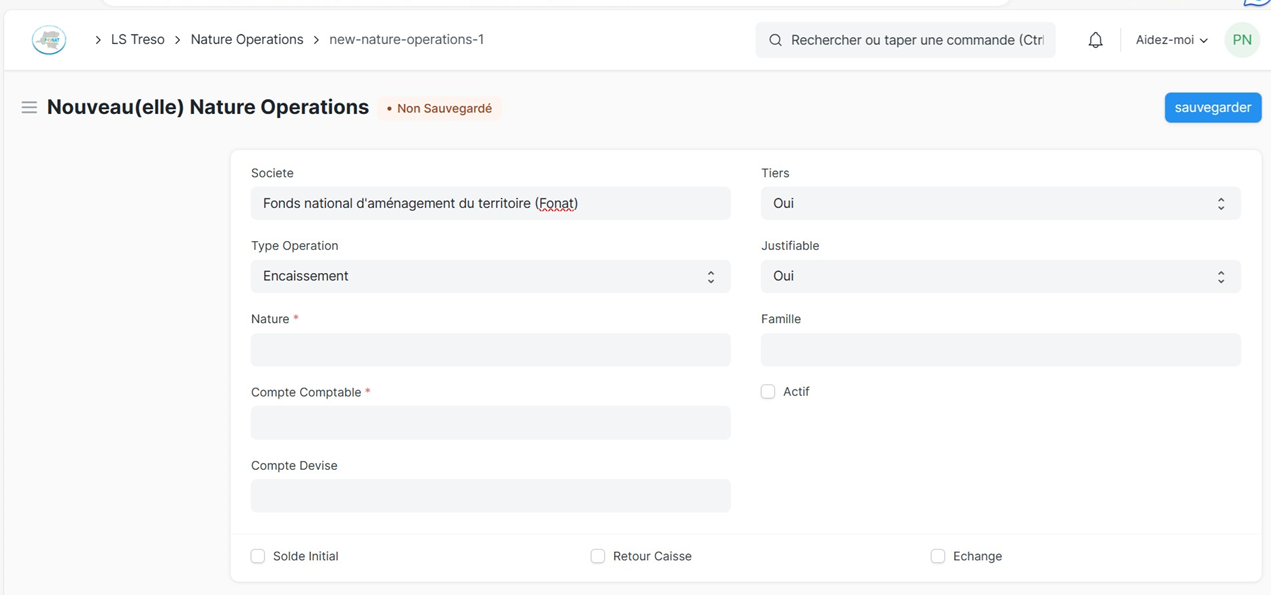 LS Treso
Nature Operations
new-nature-operations-1
Rechercher ou taper une commande (Ctrl
Aidez-moi
PN
Nouveau(elle) Nature Operations
• Non Sauvegardé
sauvegarder
Societe
Fonds national d'aménagement du territoire (Fonat)
Type Operation
Encaissement
Nature *
Compte Comptable *
Compte Devise
Tiers
Oui
Justifiable
Oui
Famille
Actif
Solde Initial
Retour Caisse
Echange